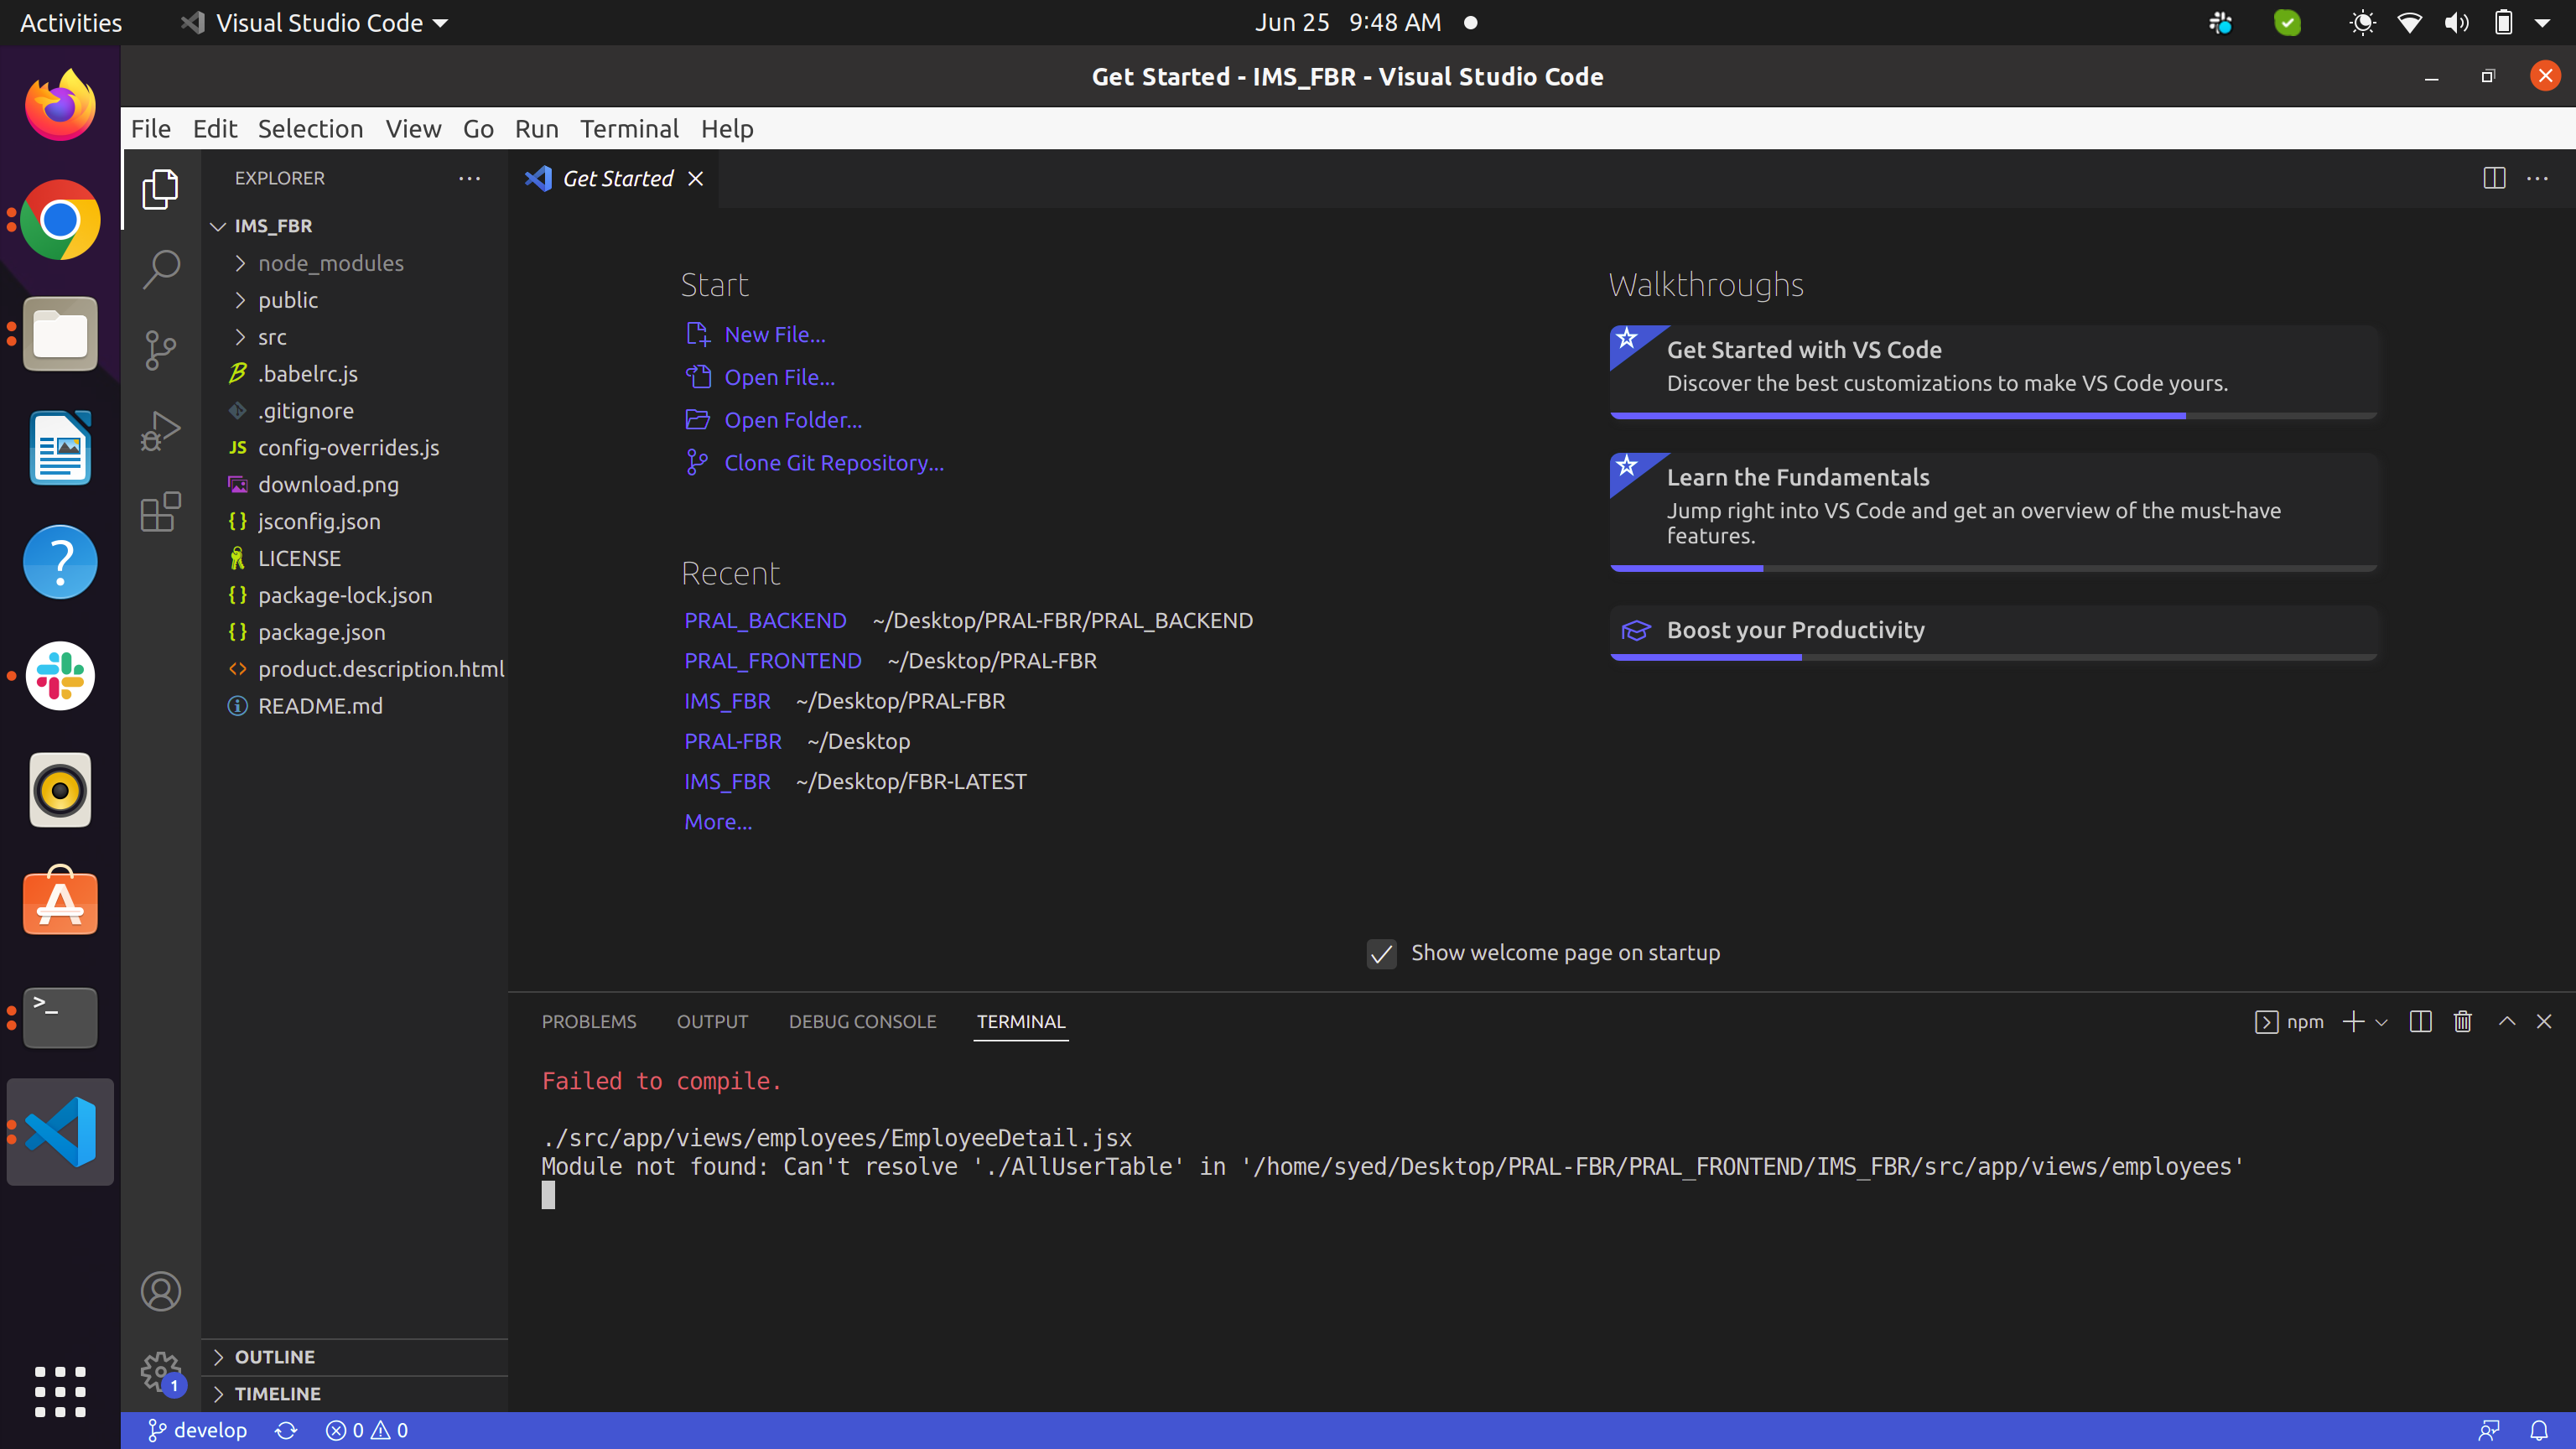 Activities
Visual Studio Code
Jun 25 9:48 AM
Get Started - IMS_FBR - Visual Studio Code
File Edit Selection View Go Run Terminal Help
EXPLORER
IMS_FBR
node_modules
public
src
.babelrc.js
.gitignore
JS config-overrides.js
download.png
{} jsconfig.json
LICENSE
{} package-lock.json
{} package.json
<> product.description.html
README.md
OUTLINE
TIMELINE
Get Started
Start
New File...
Open File...
Open Folder...
Clone Git Repository...
Recent
PRAL_BACKEND ~/Desktop/PRAL-FBR/PRAL_BACKEND
PRAL_FRONTEND ~/Desktop/PRAL-FBR
IMS_FBR ~/Desktop/PRAL-FBR
PRAL-FBR ~/Desktop
IMS_FBR ~/Desktop/FBR-LATEST
More...
Walkthroughs
Get Started with VS Code
Discover the best customizations to make VS Code yours.
Learn the Fundamentals
Jump right into VS Code and get an overview of the must-have
features.
Boost your Productivity
Show welcome page on startup
PROBLEMS OUTPUT DEBUG CONSOLE TERMINAL
npm
Failed to compile.
./src/app/views/employees/EmployeeDetail.jsx
Module not found: Can't resolve './AllUserTable' in '/home/syed/Desktop/PRAL-FBR/PRAL_FRONTEND/IMS_FBR/src/app/views/employees'
1
develop 0 0